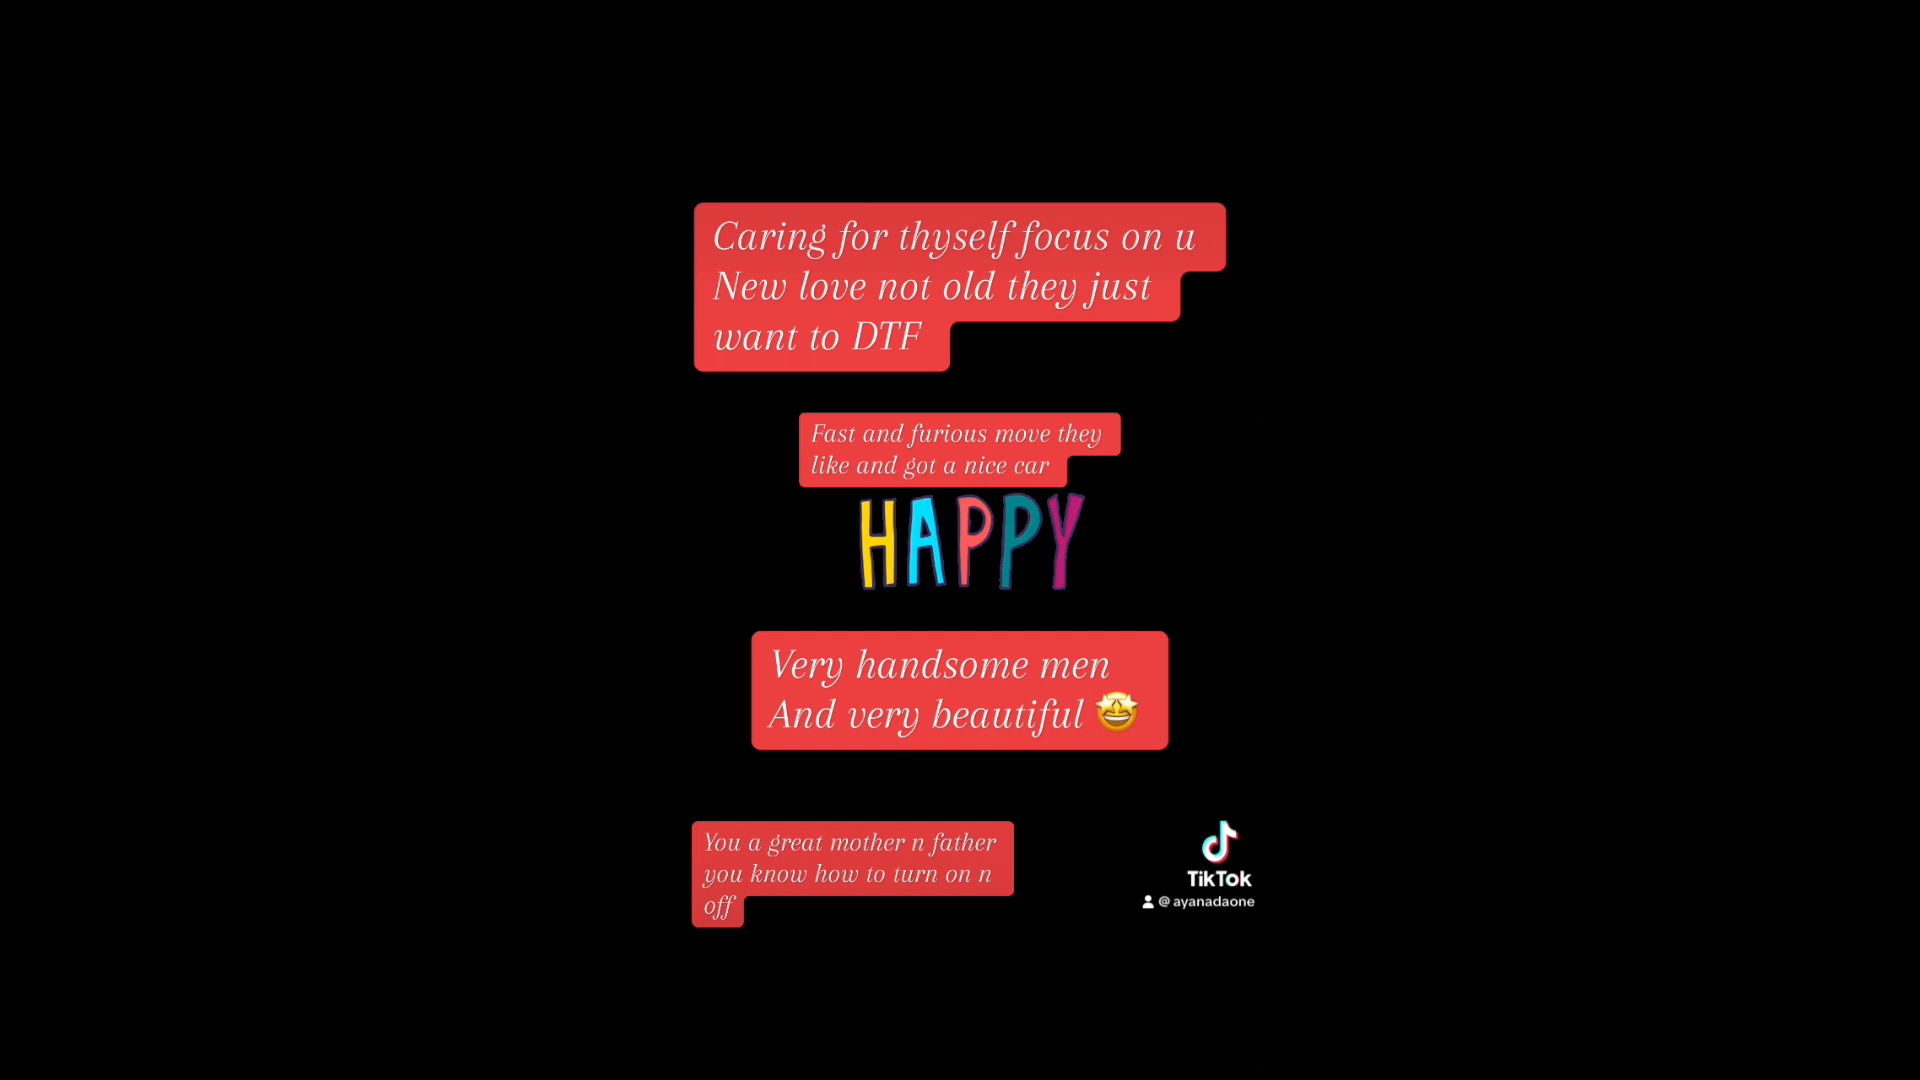 Caring for thyself focus on u
New love not old they just
want to DTF
Fast and furious move they
like and got a nice car
HAPPY
Very handsome men
And very beautiful 🤩
You a great mother n father
you know how to turn on n
off
TikTok
@ayanadaone